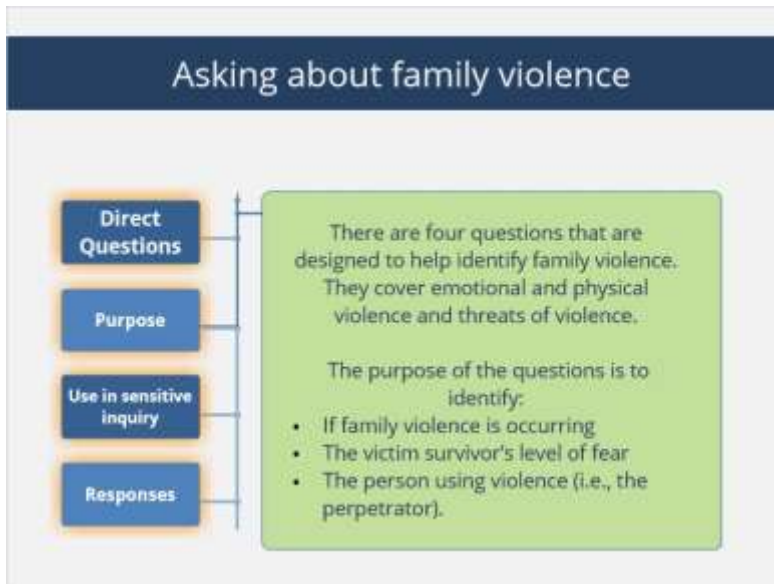 Asking about family violence
Direct
Questions
Purpose
Use in sensitive
inquiry
Responses
There are four questions that are
designed to help identify family violence.
They cover emotional and physical
violence and threats of violence.
The purpose of the questions is to
identify:
• If family violence is occurring
• The victim survivor's level of fear
• The person using violence (i.e., the
perpetrator).